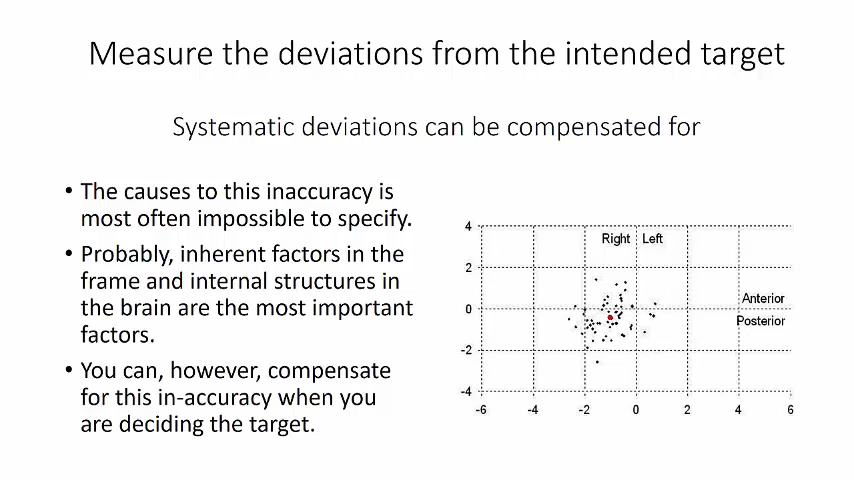 Measure the deviations from the intended target
Systematic deviations can be compensated for
• The causes to this inaccuracy is
most often impossible to specify.
• Probably, inherent factors in the
frame and internal structures in
the brain are the most important
factors.
• You can, however, compensate
for this in-accuracy when you
are deciding the target.
4
Right Left
2
Anterior
0
Posterior
-2
-4
-6 -4 -2 0 2 4 6